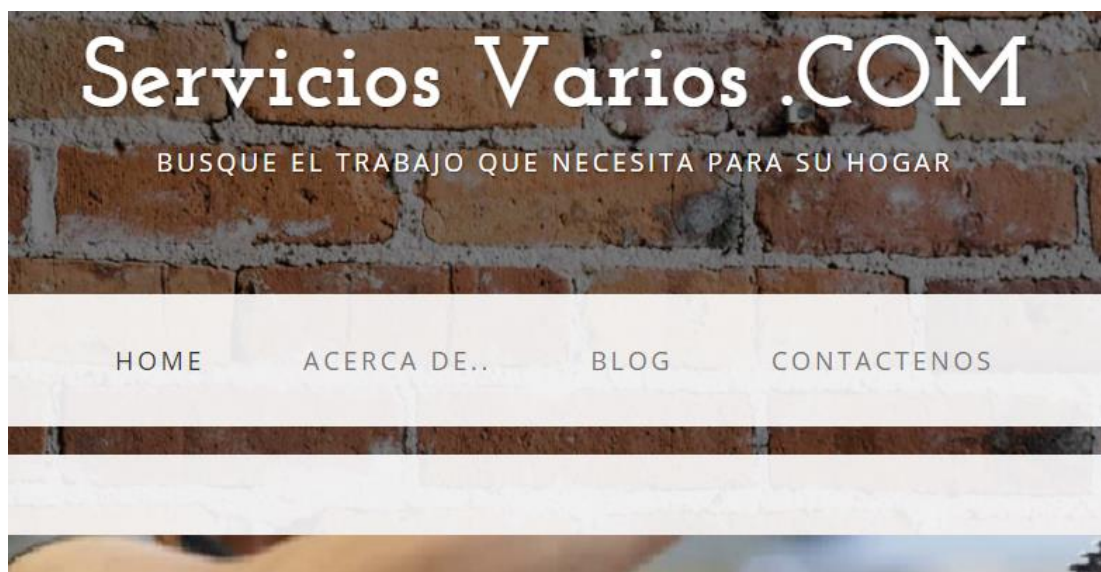 Servicios Varios .COM
BUSQUE EL TRABAJO QUE NECESITA PARA SU HOGAR
HOME ACERCA DE.. BLOG CONTACTENOS